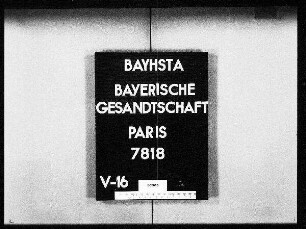 BAYHSTA
BAYERISCHE
GESANDTSCHAFT
PARIS
7818
V-16